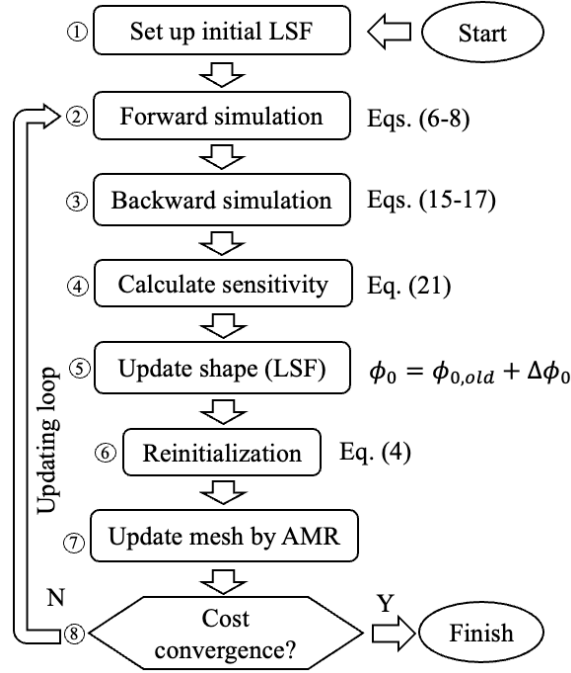 ① Set up initial LSF Start
② Forward simulation Eqs. (6-8)
③ Backward simulation Eqs. (15-17)
④ Calculate sensitivity Eq. (21)
⑤ Update shape (LSF) ϕ₀ = ϕ₀,ₒₗd + Δϕ₀
⑥ Reinitialization Eq. (4)
Updating loop
⑦ Update mesh by AMR
N
Y
⑧ Cost
convergence?
Finish